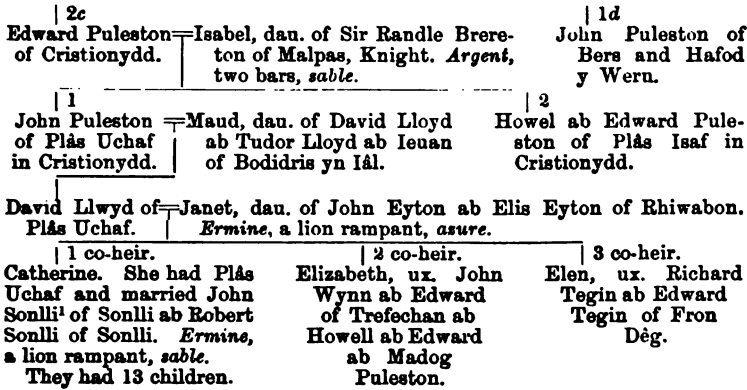 2c
Edward Puleston=Isabel, dau. of Sir Randle Brere-
of Cristionydd. ton of Malpas, Knight. Argent,
two bars, sable.
1d
John Puleston of
Bers and Hafod
y Wern.
1
John Puleston =Maud, dau. of David Lloyd
of Plâs Uchaf ab Tudor Lloyd ab Ieuan
in Cristionydd. of Bodidris yn Iâl.
2
Howel ab Edward Pule-
ston of Plâs Isaf in
Cristionydd.
David Llwyd of=Janet, dau. of John Eyton ab Elis Eyton of Rhiwabon.
Plâs Uchaf. Ermine, a lion rampant, azure.
1 co-heir.
Catherine. She had Plâs
Uchaf and married John
Sonlli¹ of Sonlli ab Robert
Sonlli of Sonlli. Ermine,
a lion rampant, sable.
They had 13 children.
2 co-heir.
Elizabeth, ux. John
Wynn ab Edward
of Trefechan ab
Howell ab Edward
ab Madog
Puleston.
3 co-heir.
Elen, ux. Richard
Tegin ab Edward
Tegin of Fron
Dêg.